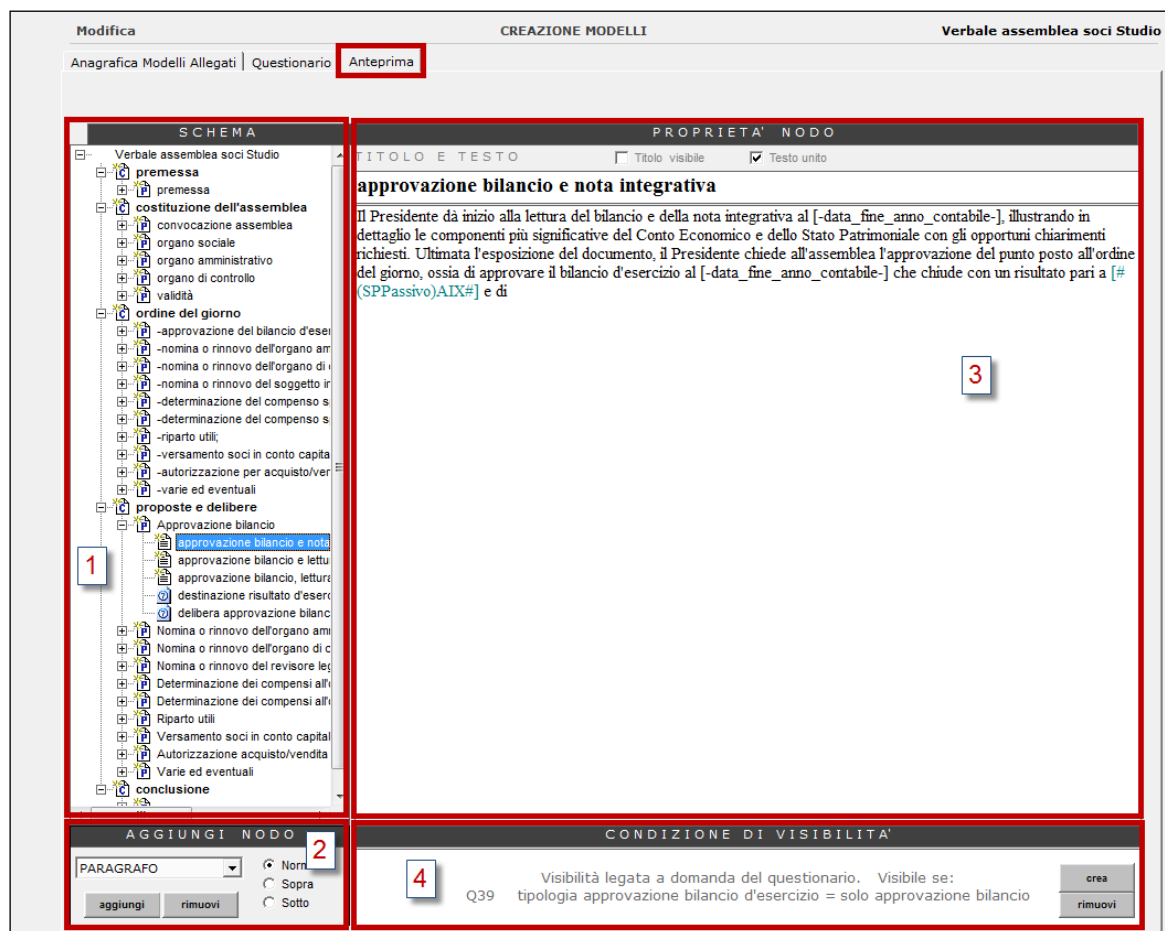 Modifica CREAZIONE MODELLI Verbale assemblea soci Studio
Anagrafica Modelli Allegati Questionario Anteprima
SCHEMA
Verbale assemblea soci Studio
C premessa
P premessa
C costituzione dell'assemblea
P convocazione assemblea
P organo sociale
P organo amministrativo
P organo di controllo
P validità
C ordine del giorno
P -approvazione del bilancio d'eser
P -nomina o rinnovo dell'organo am
P -nomina o rinnovo dell'organo di
P -nomina o rinnovo del soggetto in
P -determinazione del compenso s
P -determinazione del compenso s
P -riparto utili;
P -versamento soci in conto capita
P -autorizzazione per acquisto/ver
P -varie ed eventuali
C proposte e delibere
P Approvazione bilancio
approvazione bilancio e nota
approvazione bilancio e lettu
approvazione bilancio, lettura
destinazione risultato d'eserc
delibera approvazione bilanc
P Nomina o rinnovo dell'organo am
P Nomina o rinnovo dell'organo di c
P Nomina o rinnovo del revisore leg
P Determinazione dei compensi all'
P Determinazione dei compensi all'
P Riparto utili
P Versamento soci in conto capital
P Autorizzazione acquisto/vendita
P Varie ed eventuali
C conclusione
1
PROPRIETA' NODO
TITOLO E TESTO Titolo visibile Testo unito
approvazione bilancio e nota integrativa
Il Presidente dà inizio alla lettura del bilancio e della nota integrativa al [-data_fine_anno_contabile-], illustrando in
dettaglio le componenti più significative del Conto Economico e dello Stato Patrimoniale con gli opportuni chiarimenti
richiesti. Ultimata l'esposizione del documento, il Presidente chiede all'assemblea l'approvazione del punto posto all'ordine
del giorno, ossia di approvare il bilancio d'esercizio al [-data_fine_anno_contabile-] che chiude con un risultato pari a [#
(SPPassivo)AIX#] e di
3
AGGIUNGI NODO
2
PARAGRAFO
Norm
Sopra
Sotto
aggiungi rimuovi
CONDIZIONE DI VISIBILITA'
4
Visibilità legata a domanda del questionario. Visibile se:
Q39 tipologia approvazione bilancio d'esercizio = solo approvazione bilancio
crea
rimuovi